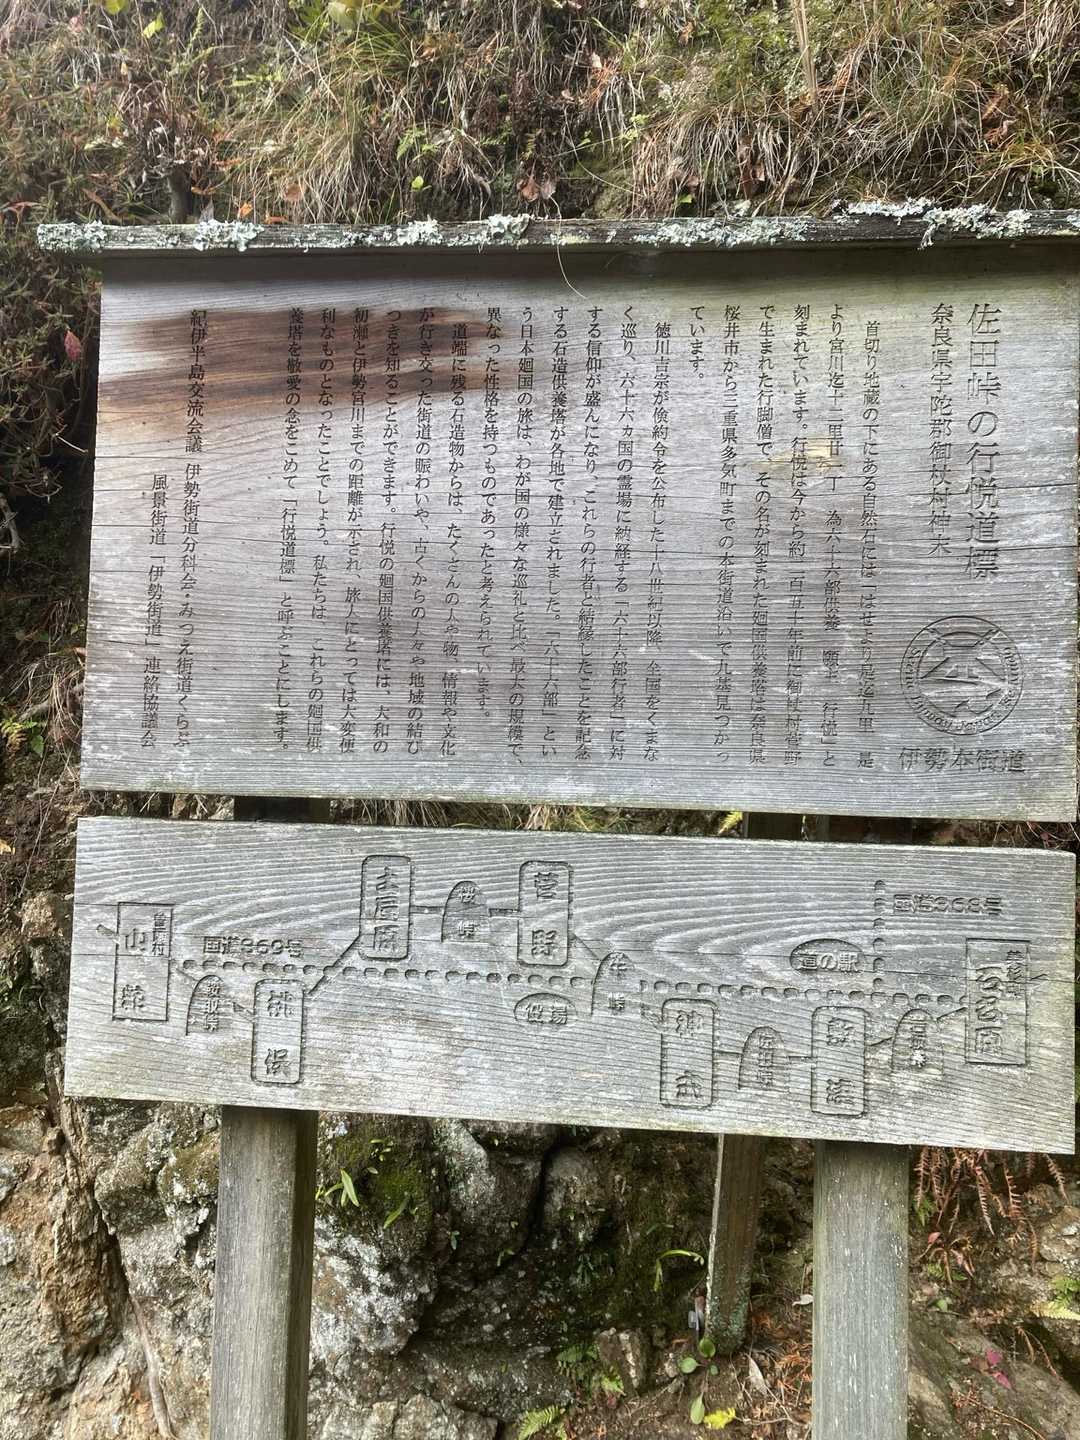 佐田峠の行悦道標
奈良県宇陀郡御杖村神末
首切り地蔵の下にある自然石には「はせより是迄九里 是
より宮川迄十二里廿一丁 為六十六部供養 願主 行悦」と
刻まれています。行悦は今から約二百五十年前に御杖村菅野
で生まれた行脚僧で、その名が刻まれた廻国供養塔は奈良県
桜井市から三重県多気町までの本街道沿いで九基見つかっ
ています。
徳川吉宗が倹約令を公布した十八世紀以降、全国をくまな
く巡り、六十六ヵ国の霊場に納経する「六十六部行者」に対
する信仰が盛んになり、これらの行者と結縁したことを記念
する石造供養塔が各地で建立されました。「六十六部」とい
う日本廻国の旅は、わが国の様々な巡礼と比べ最大の規模で、
異なった性格を持つものであったと考えられています。
道端に残る石造物からは、たくさんの人や物、情報や文化
が行き交った街道の賑わいや、古くからの人々や地域の結び
つきを知ることができます。行悦の廻国供養塔には、大和の
初瀬と伊勢宮川までの距離が示され、旅人にとっては大変便
利なものとなったことでしょう。私たちは、これらの廻国供
養塔を敬愛の念をこめて「行悦道標」と呼ぶことにします。
紀伊半島交流会議 伊勢街道分科会・みつえ街道くらぶ
風景街道「伊勢街道」連絡協議会
伊勢本街道
国道368号
石名原
敷津
道の駅
佐田峠
神末
牛峠
役場
菅野
桜峠
土屋原
国道369号
桃俣
曽爾村
山粕